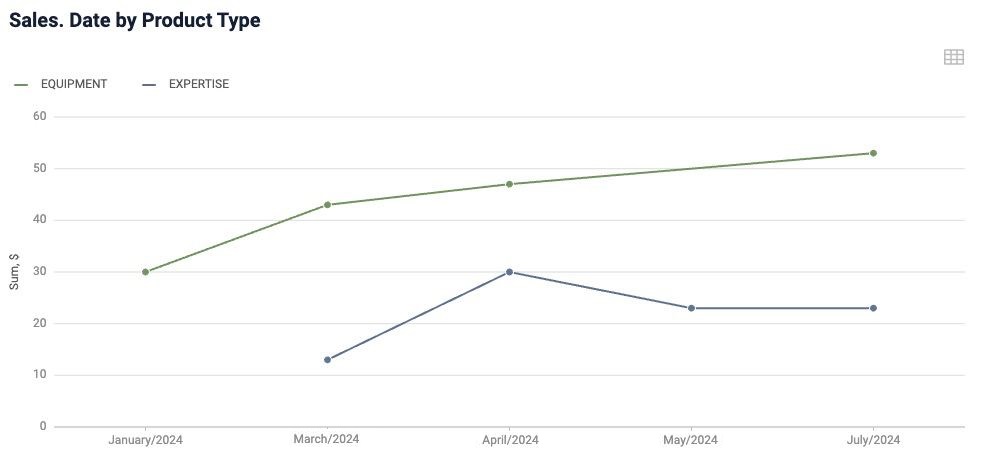 Sales. Date by Product Type
EQUIPMENT EXPERTISE
60
50
40
30
20
10
0
Sum, $
January/2024 March/2024 April/2024 May/2024 July/2024